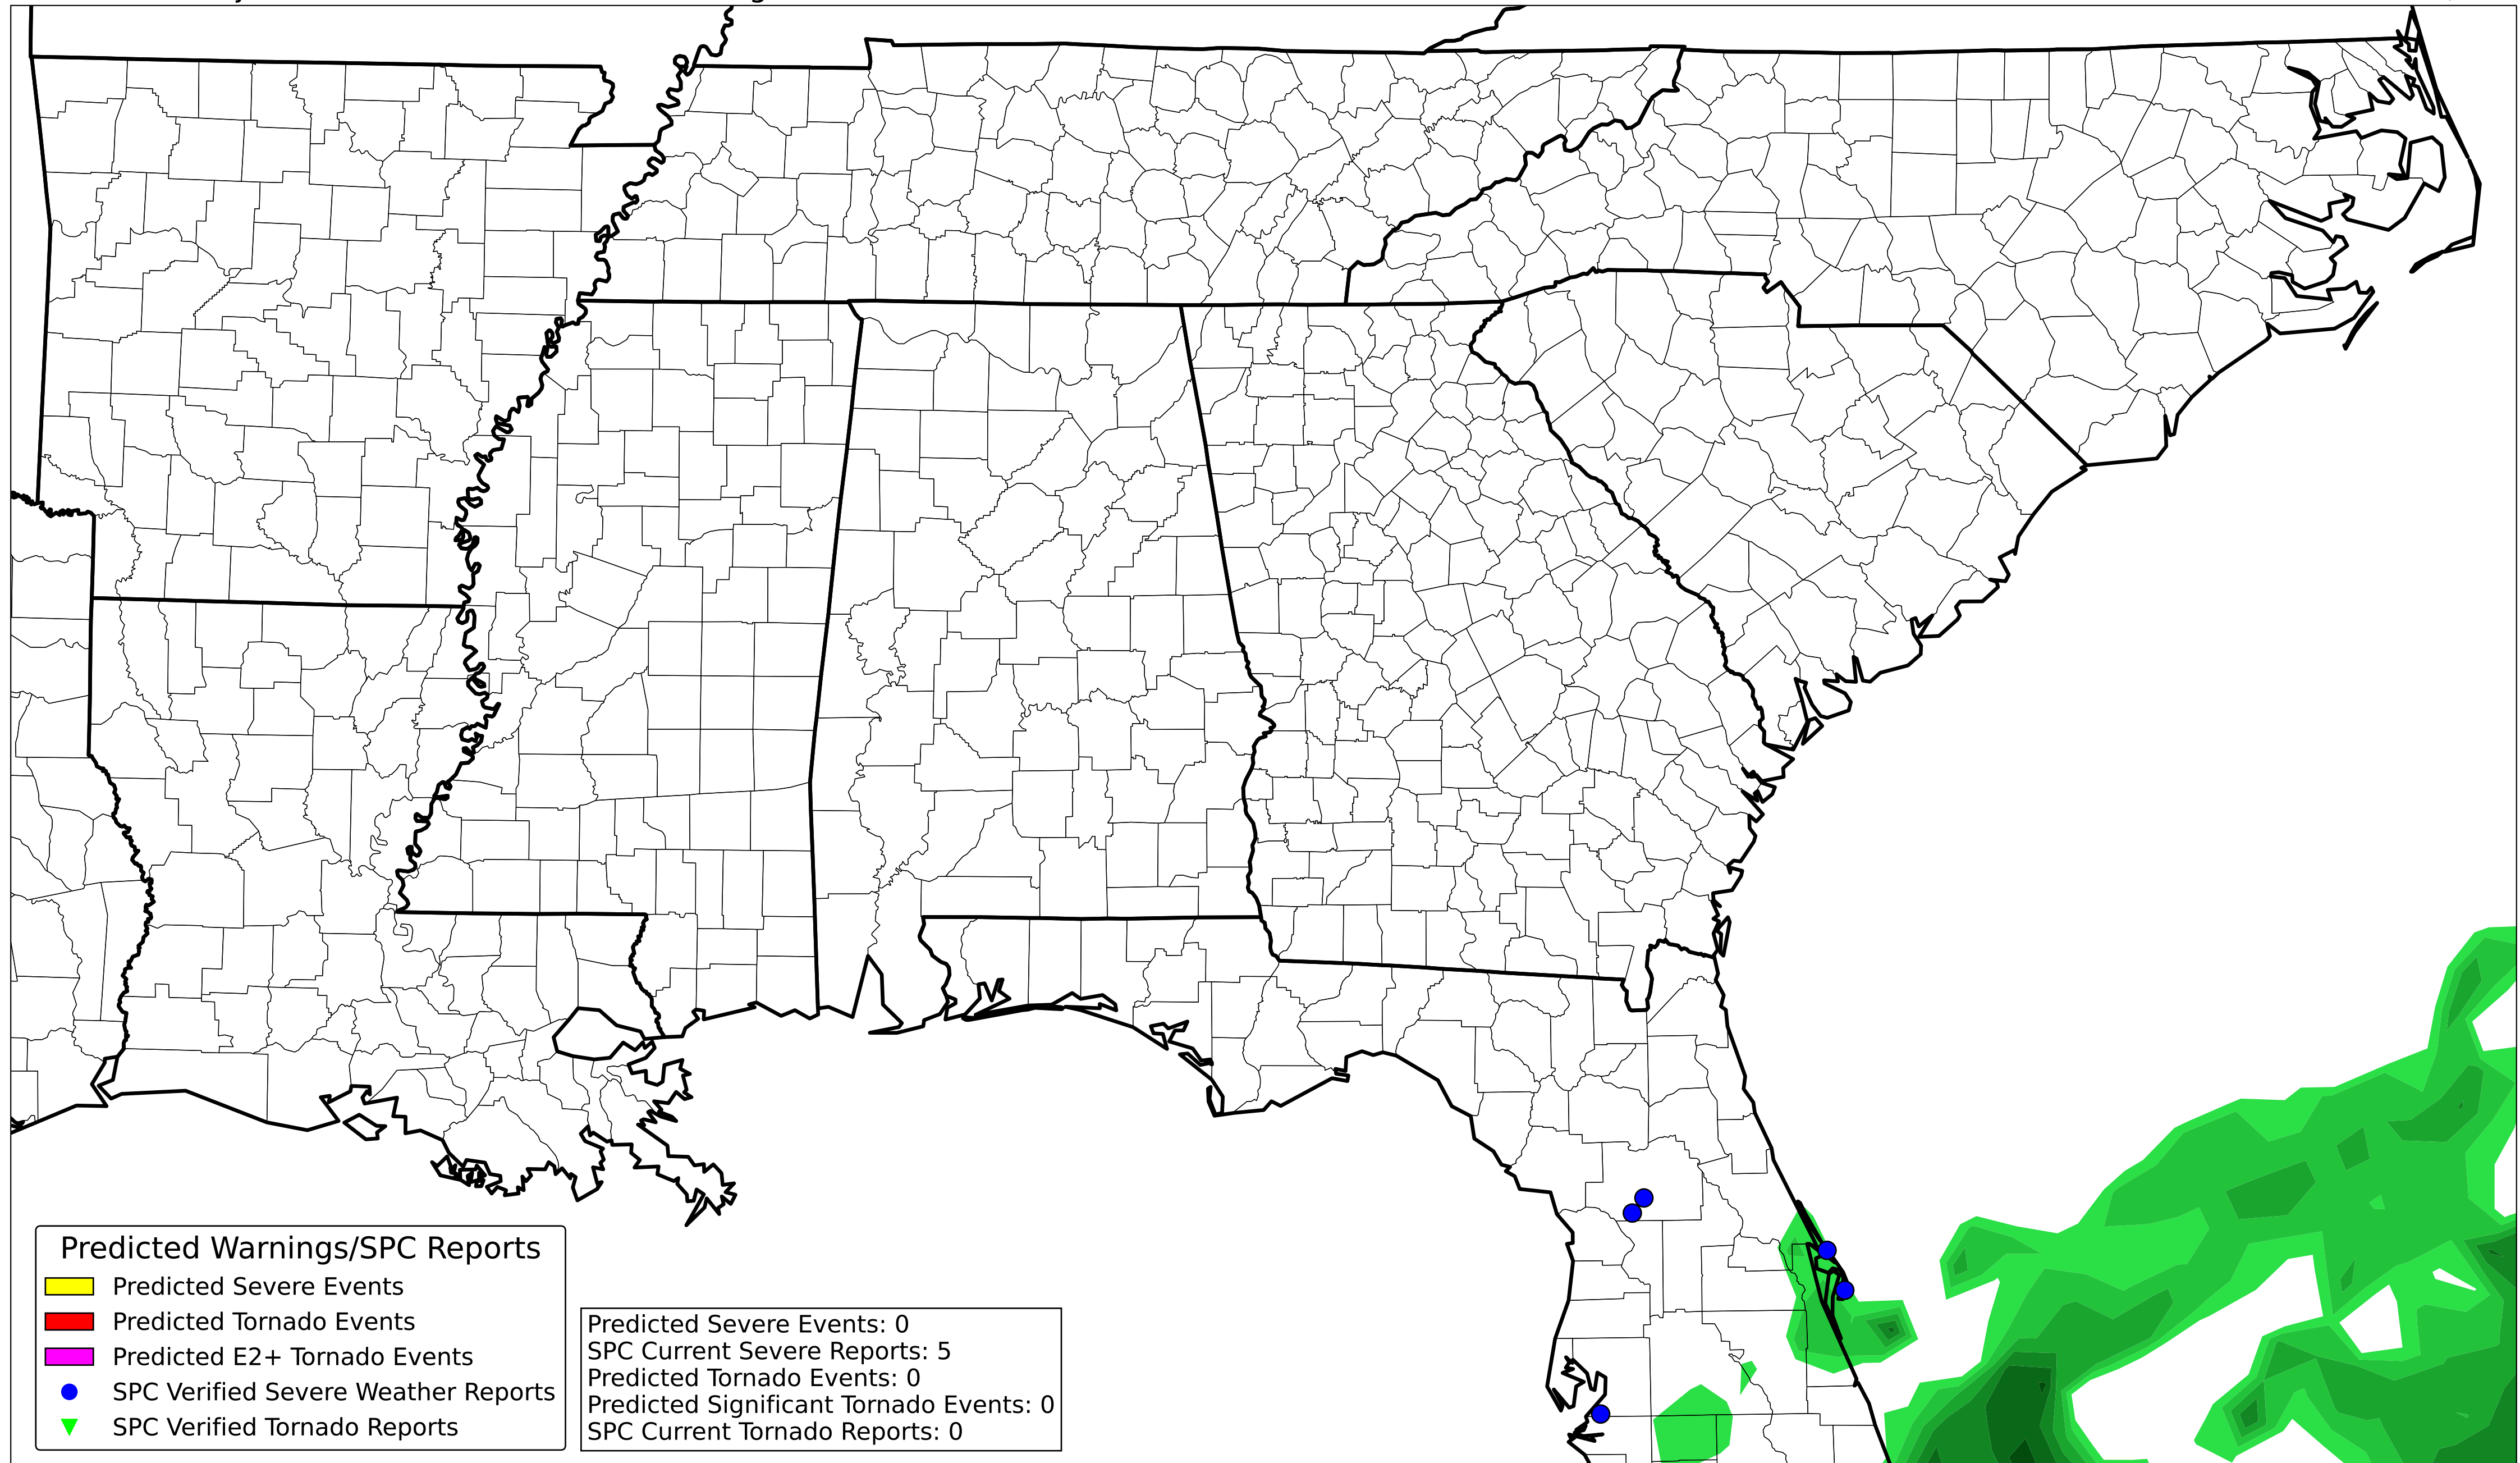 Predicted Warnings/SPC Reports
Predicted Severe Events
Predicted Tornado Events
Predicted E2+ Tornado Events
SPC Verified Severe Weather Reports
SPC Verified Tornado Reports
Predicted Severe Events: 0
SPC Current Severe Reports: 5
Predicted Tornado Events: 0
Predicted Significant Tornado Events: 0
SPC Current Tornado Reports: 0